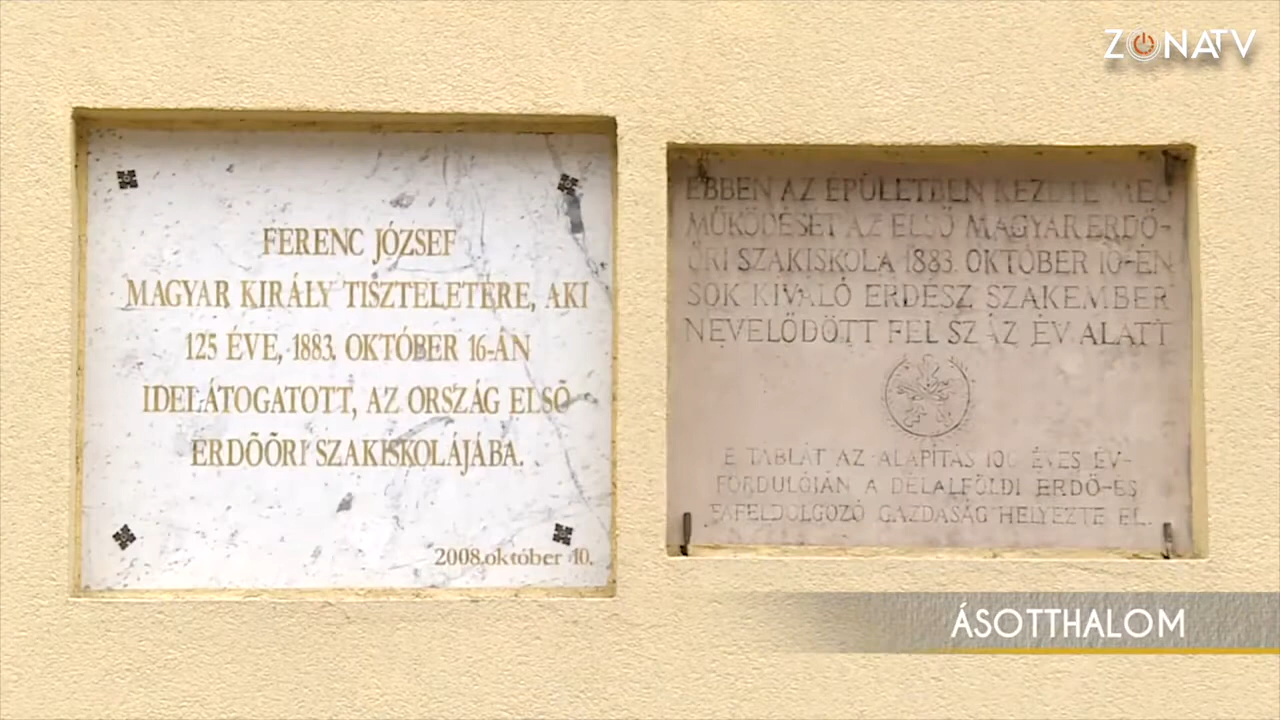 ZONATV
FERENC JÓZSEF
MAGYAR KIRÁLY TISZTELETÉRE, AKI
125 ÉVE, 1883. OKTÓBER 16-ÁN
IDELÁTOGATOTT, AZ ORSZÁG ELSŐ
ERDÕÕRI SZAKISKOLÁJÁBA.
2008.október 10.
EBBEN AZ ÉPÜLETBEN KEZDTE MEG
MŰKÖDÉSÉT AZ ELSŐ MAGYAR ERDŐ-
ŐRI SZAKISKOLA 1883. OKTÓBER 10-ÉN
SOK KIVÁLÓ ERDÉSZ SZAKEMBER
NEVELŐDÖTT FEL SZÁZ ÉV ALATT
E TÁBLÁT AZ ALAPÍTÁS 100 ÉVES ÉV-
FORDULÓJÁN A DÉLALFÖLDI ERDŐ-ÉS
FAFELDOLGOZÓ GAZDASÁG HELYEZTE EL.
ÁSOTTHALOM